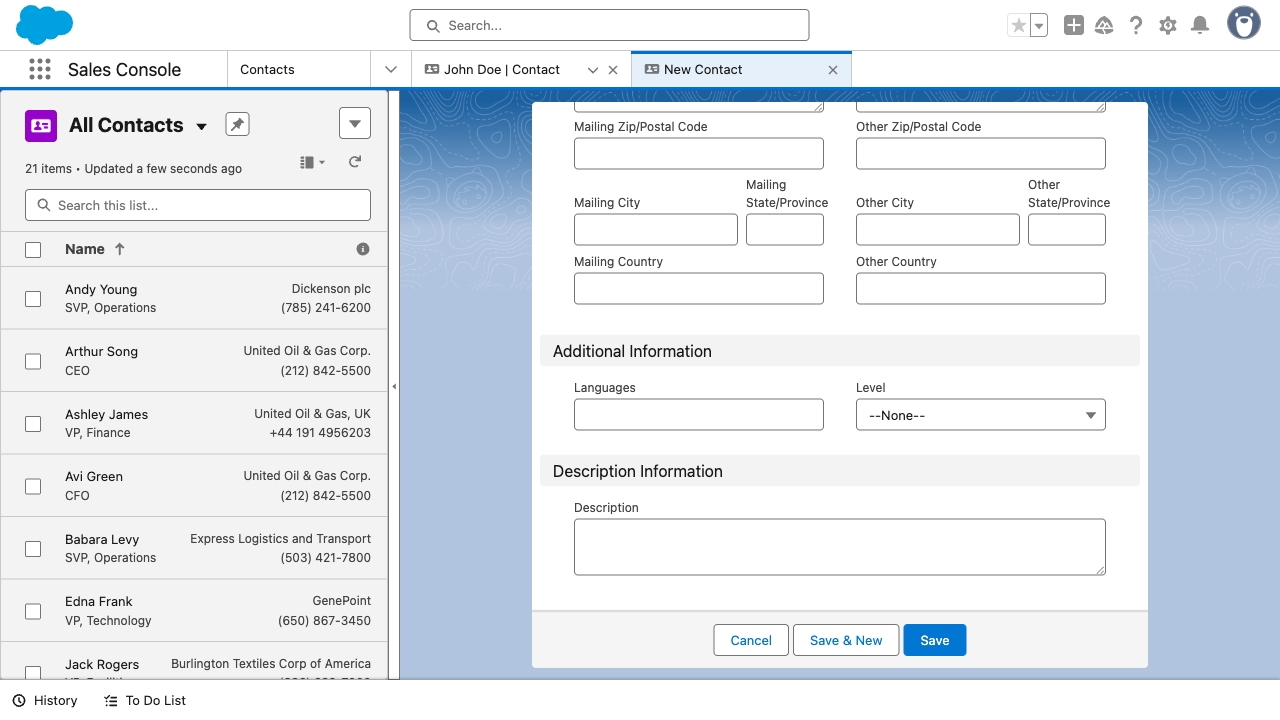 Search...
Sales Console
Contacts
John Doe | Contact
New Contact
All Contacts
21 items • Updated a few seconds ago
Search this list...
Name
Andy Young
Dickenson plc
SVP, Operations
(785) 241-6200
Arthur Song
United Oil & Gas Corp.
CEO
(212) 842-5500
Ashley James
United Oil & Gas, UK
VP, Finance
+44 191 4956203
Avi Green
United Oil & Gas Corp.
CFO
(212) 842-5500
Babara Levy
Express Logistics and Transport
SVP, Operations
(503) 421-7800
Edna Frank
GenePoint
VP, Technology
(650) 867-3450
Jack Rogers
Burlington Textiles Corp of America
Mailing Zip/Postal Code
Other Zip/Postal Code
Mailing City
Mailing
State/Province
Other City
Other
State/Province
Mailing Country
Other Country
Additional Information
Languages
Level
--None--
Description Information
Description
Cancel
Save & New
Save
History
To Do List